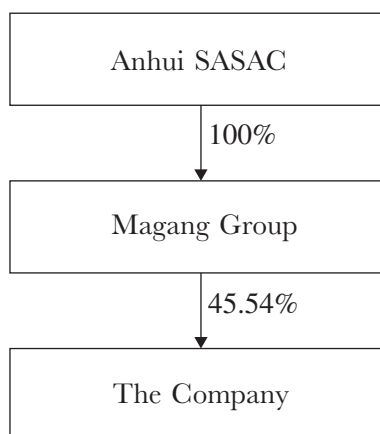 Anhui SASAC
100%
Magang Group
45.54%
The Company